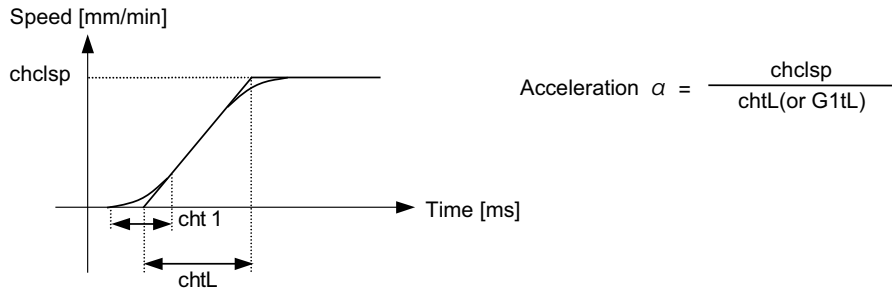 Speed [mm/min]
chclsp
Acceleration α = chclsp
chtL(or G1tL)
Time [ms]
cht 1
chtL